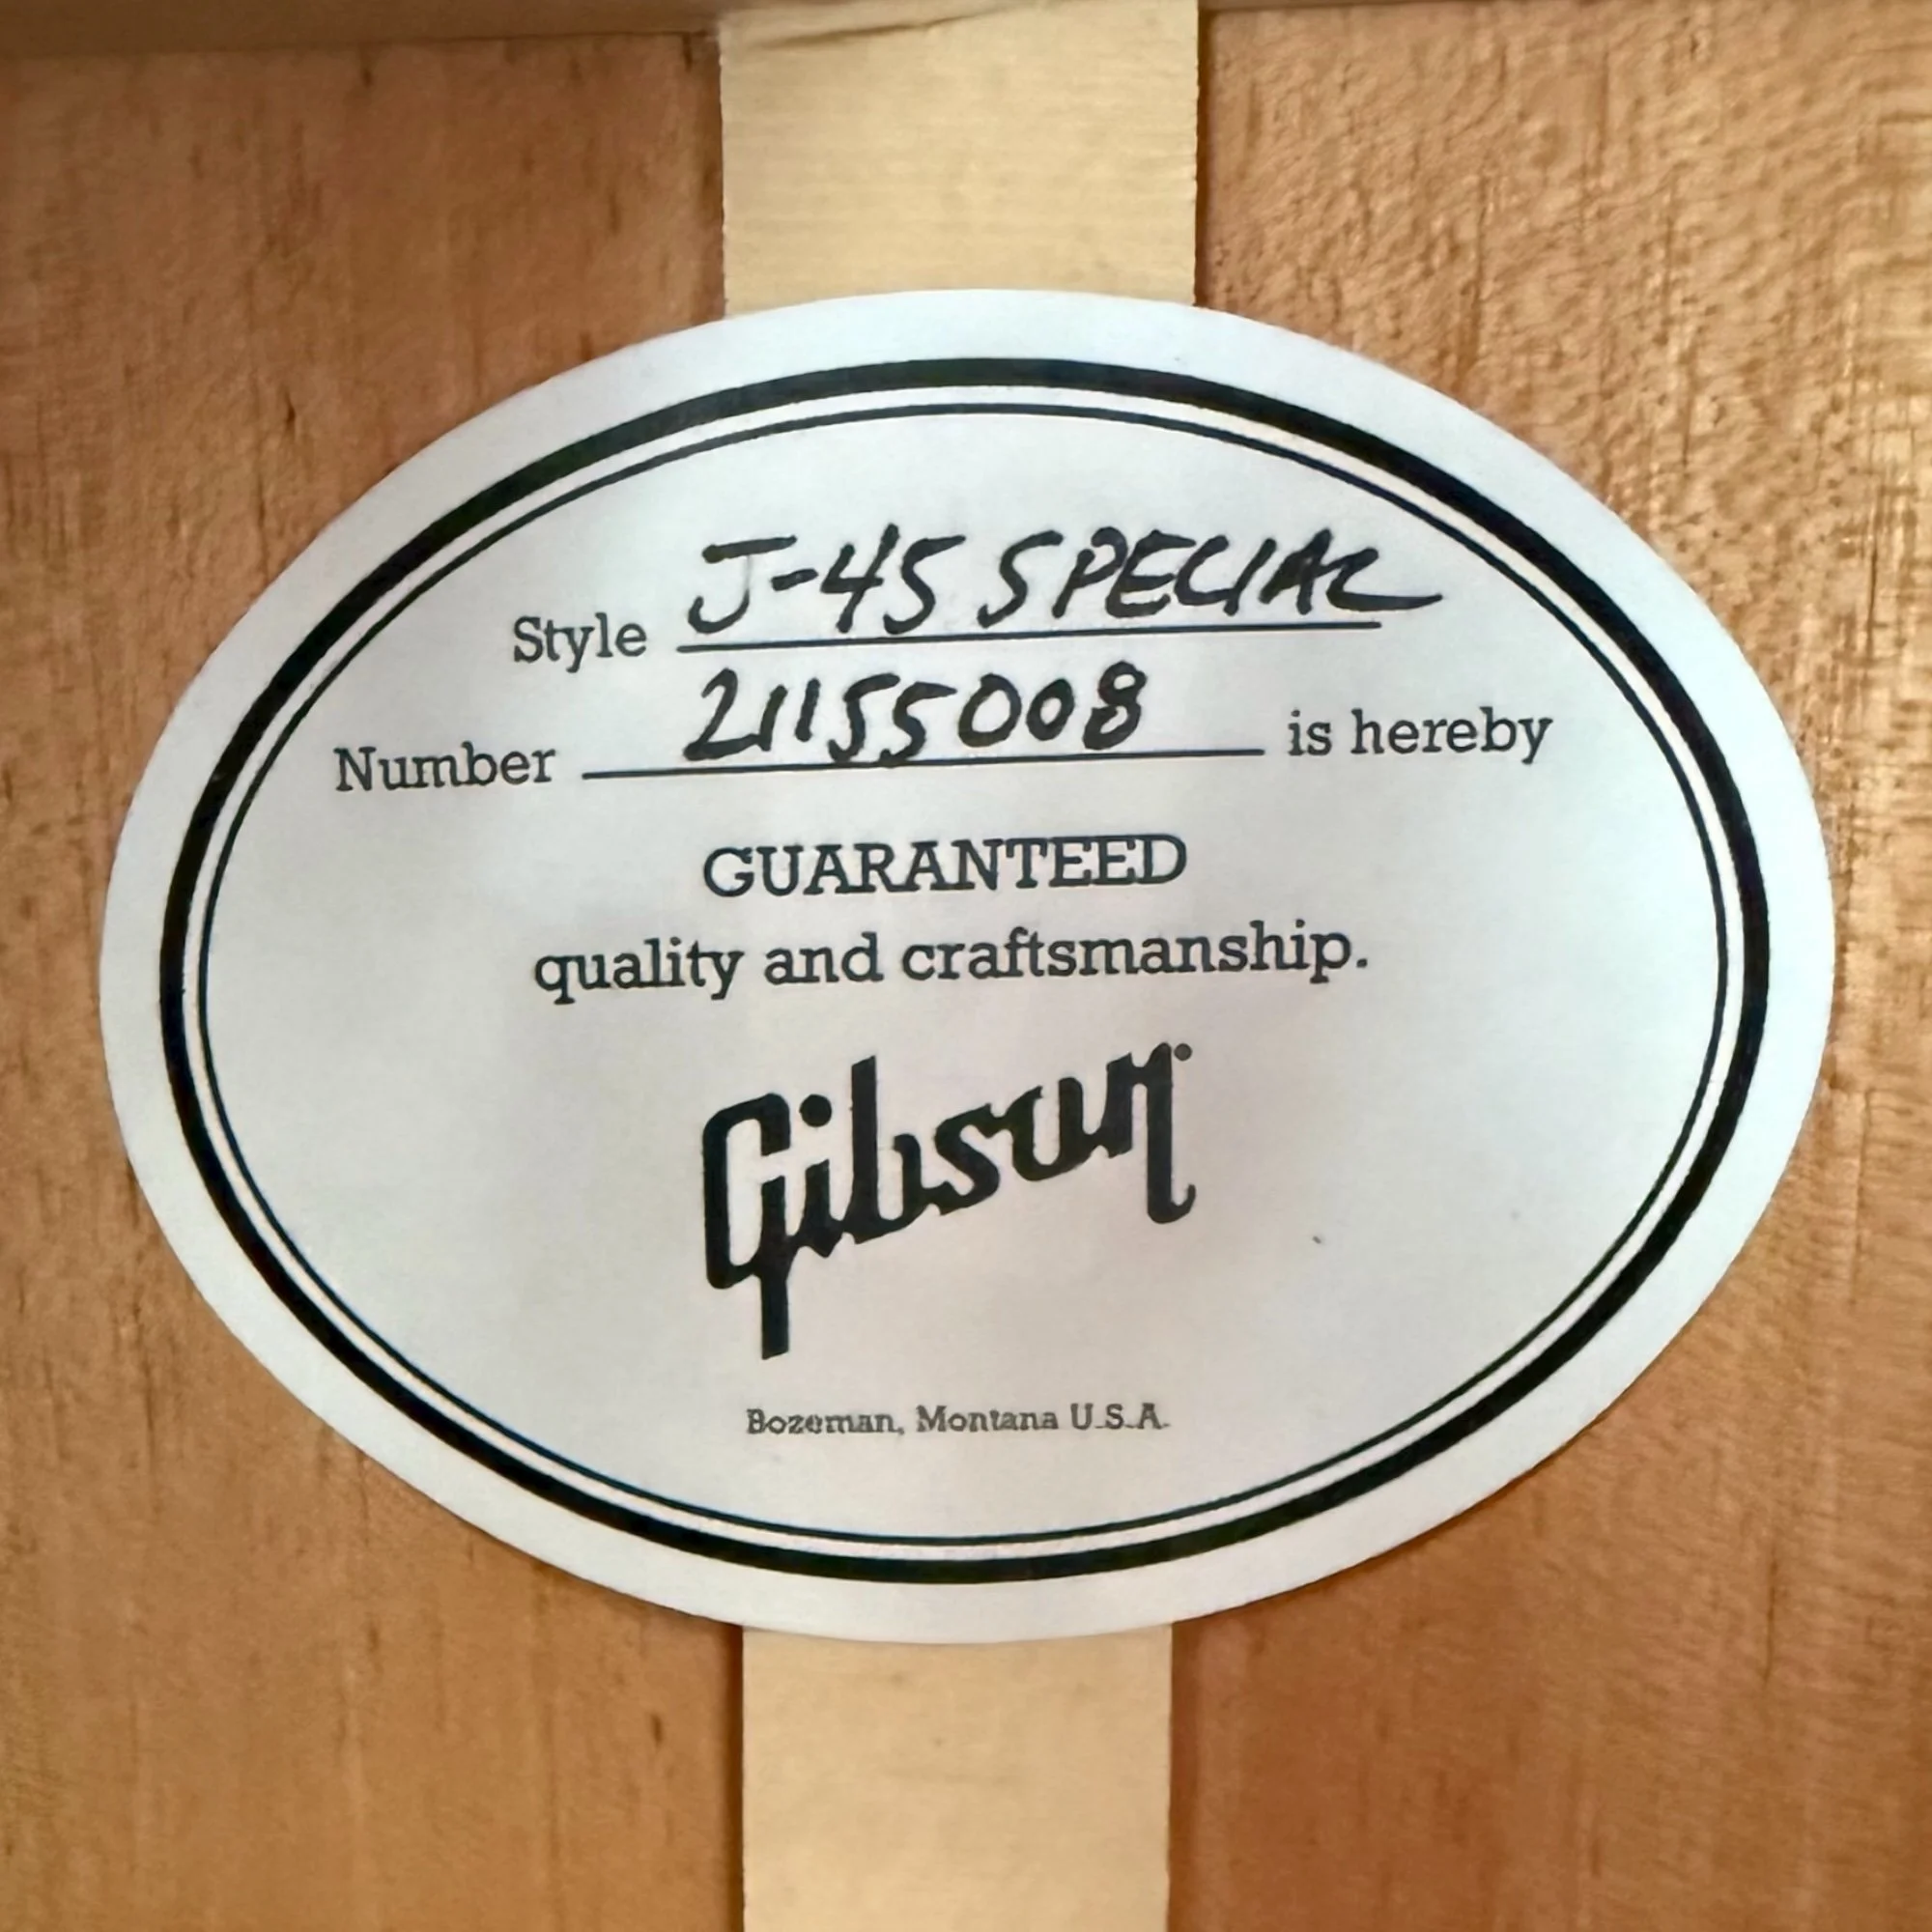 Style J-45 SPECIAL
Number 21155008 is hereby
GUARANTEED
quality and craftsmanship.
Gibson
Bozeman, Montana U.S.A.